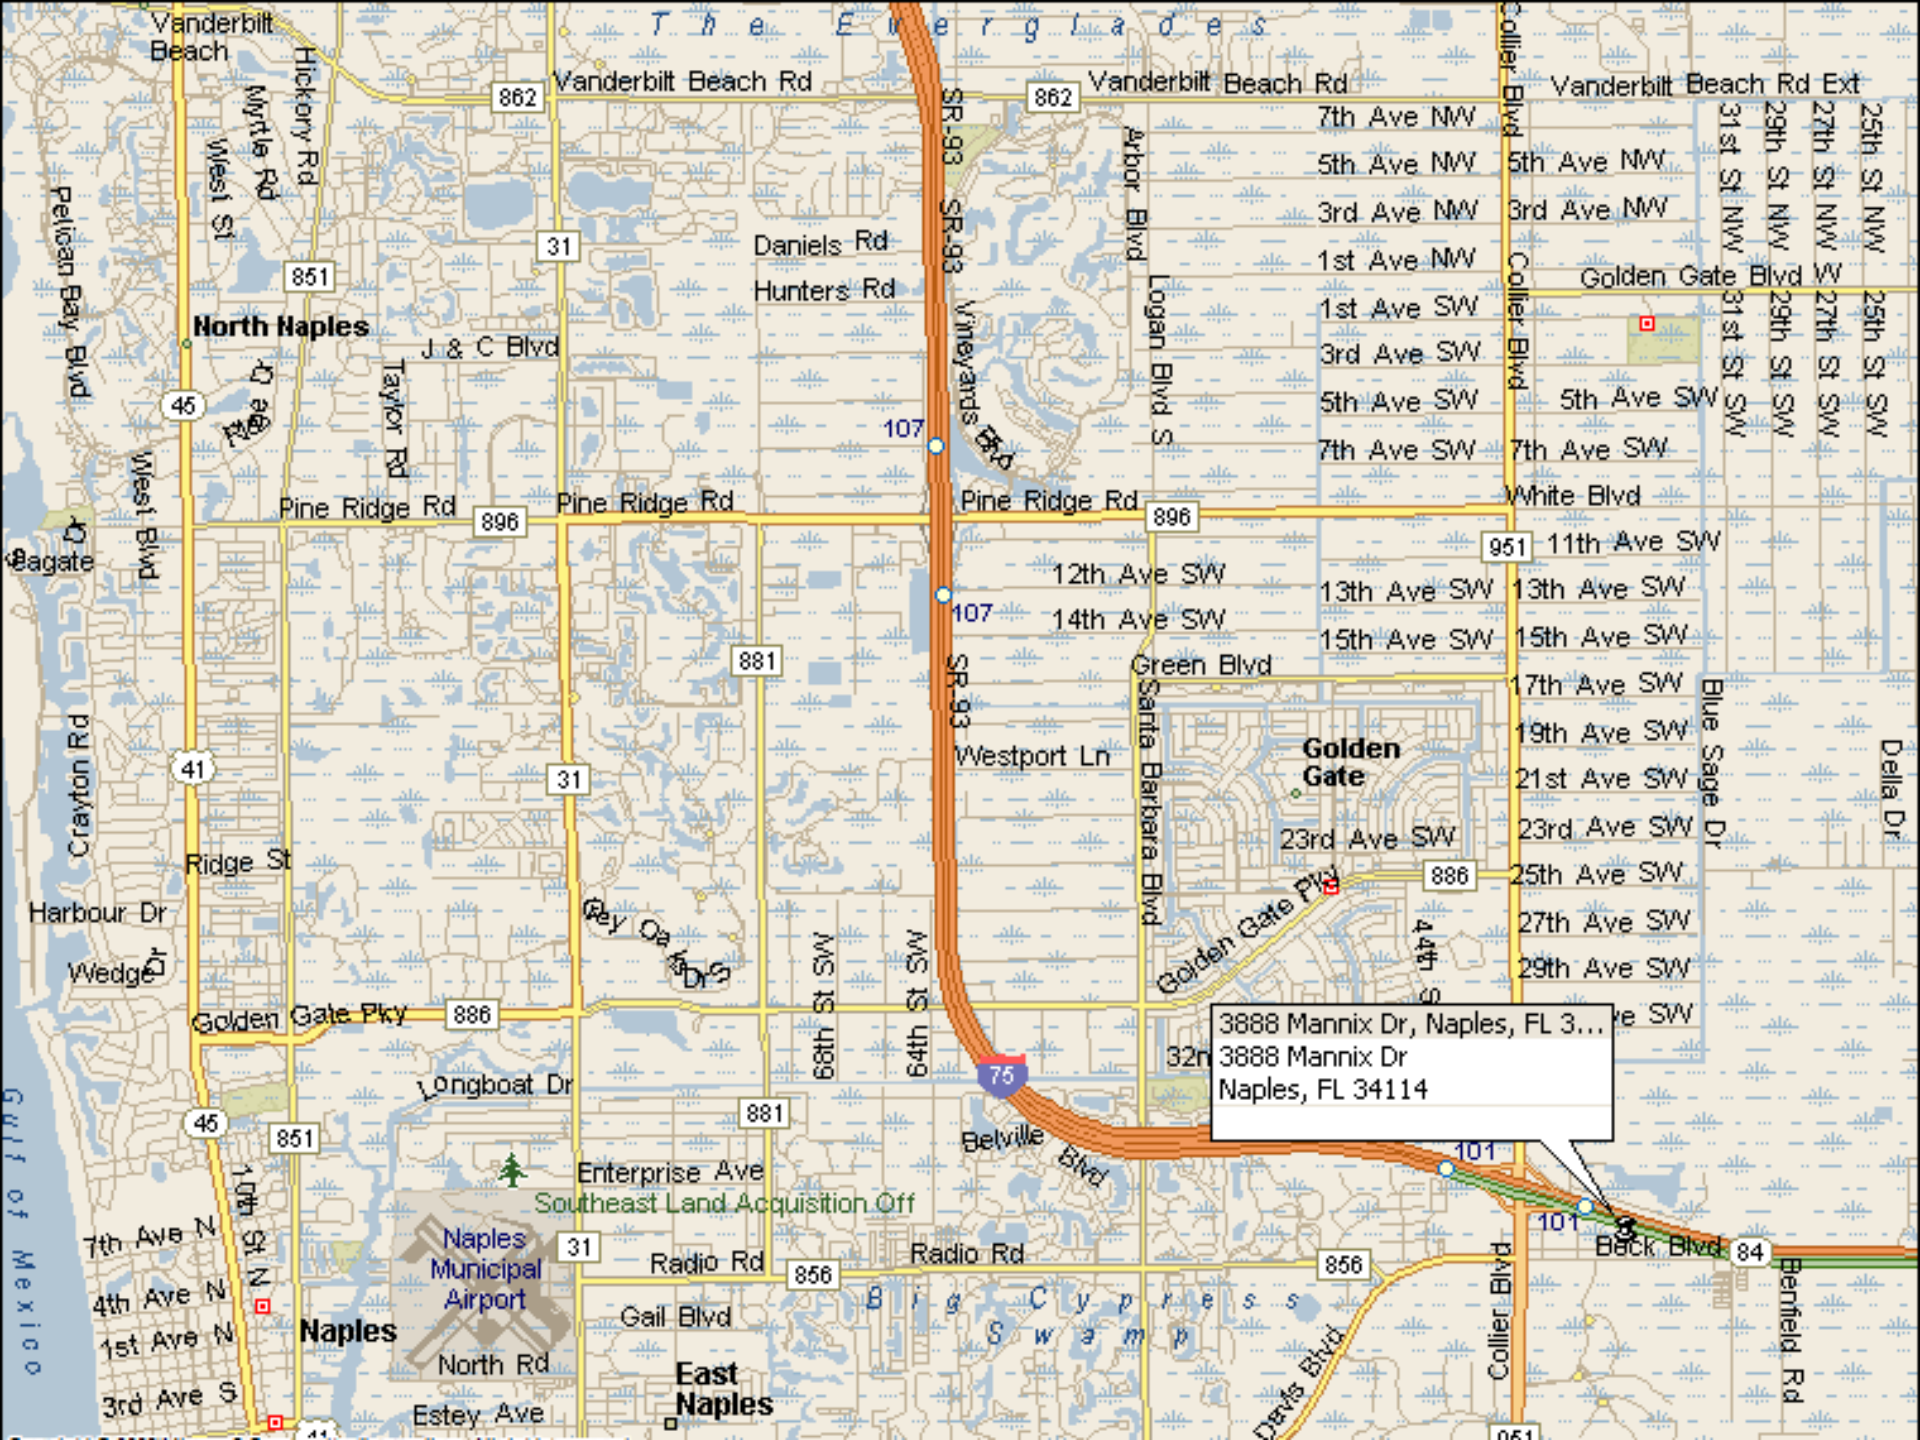 The Everglades
Vanderbilt
Beach
Hickory Rd
Myrtle Rd
West St
Pelican Bay Blvd
862
Vanderbilt Beach Rd
862
Vanderbilt Beach Rd
Collier Blvd
Vanderbilt Beach Rd Ext
SR-93
SR-93
Arbor Blvd
7th Ave NW
5th Ave NW
5th Ave NW
3rd Ave NW
3rd Ave NW
1st Ave NW
31st St NW
29th St NW
27th St NW
25th St NW
31
851
Daniels Rd
Hunters Rd
Golden Gate Blvd W
Collier Blvd
North Naples
J & C Blvd
Taylor Rd
Vineyards Blvd
Logan Blvd S
1st Ave SW
3rd Ave SW
5th Ave SW
5th Ave SW
7th Ave SW
7th Ave SW
31st St SW
29th St SW
27th St SW
25th St SW
45
107
West Blvd
Pine Ridge Rd
896
Pine Ridge Rd
Pine Ridge Rd
896
White Blvd
951
11th Ave SW
Dr
12th Ave SW
13th Ave SW
13th Ave SW
107
14th Ave SW
15th Ave SW
15th Ave SW
881
SR-93
Green Blvd
17th Ave SW
Santa Barbara Blvd
Blue Sage Dr
Della Dr
19th Ave SW
Crayton Rd
41
31
Westport Ln
Golden
Gate
21st Ave SW
23rd Ave SW
23rd Ave SW
Ridge St
Golden Gate Pky
886
25th Ave SW
Harbour Dr
27th Ave SW
44th S
Wedge Dr
68th St SW
64th St SW
29th Ave SW
Golden Gate Pky
886
ve SW
3888 Mannix Dr, Naples, FL 3...
3888 Mannix Dr
Naples, FL 34114
32n
75
Longboat Dr
Gulf of Mexico
45
851
881
Belville Blvd
101
10th St N
Enterprise Ave
Southeast Land Acquisition Off
101
7th Ave N
Naples
Municipal
Airport
31
Radio Rd
856
Radio Rd
856
Beck Blvd
84
Big Cypress
Swamp
4th Ave N
Gail Blvd
Collier Blvd
Benfield Rd
1st Ave N
Naples
North Rd
Davis Blvd
3rd Ave S
East
Naples
Estey Ave
41
951